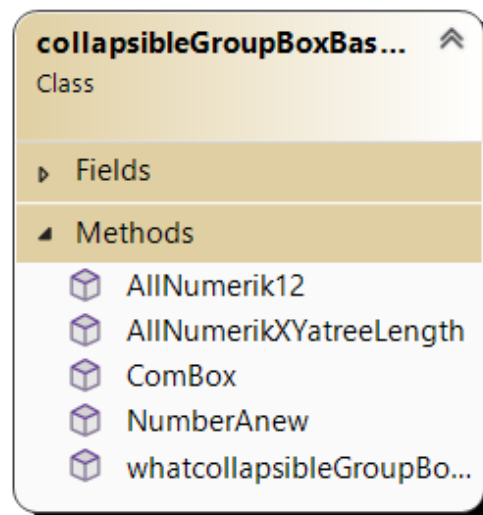 collapsibleGroupBoxBas...
Class
Fields
Methods
AllNumerik12
AllNumerikXYatreeLength
ComBox
NumberAnew
whatcollapsibleGroupBo...